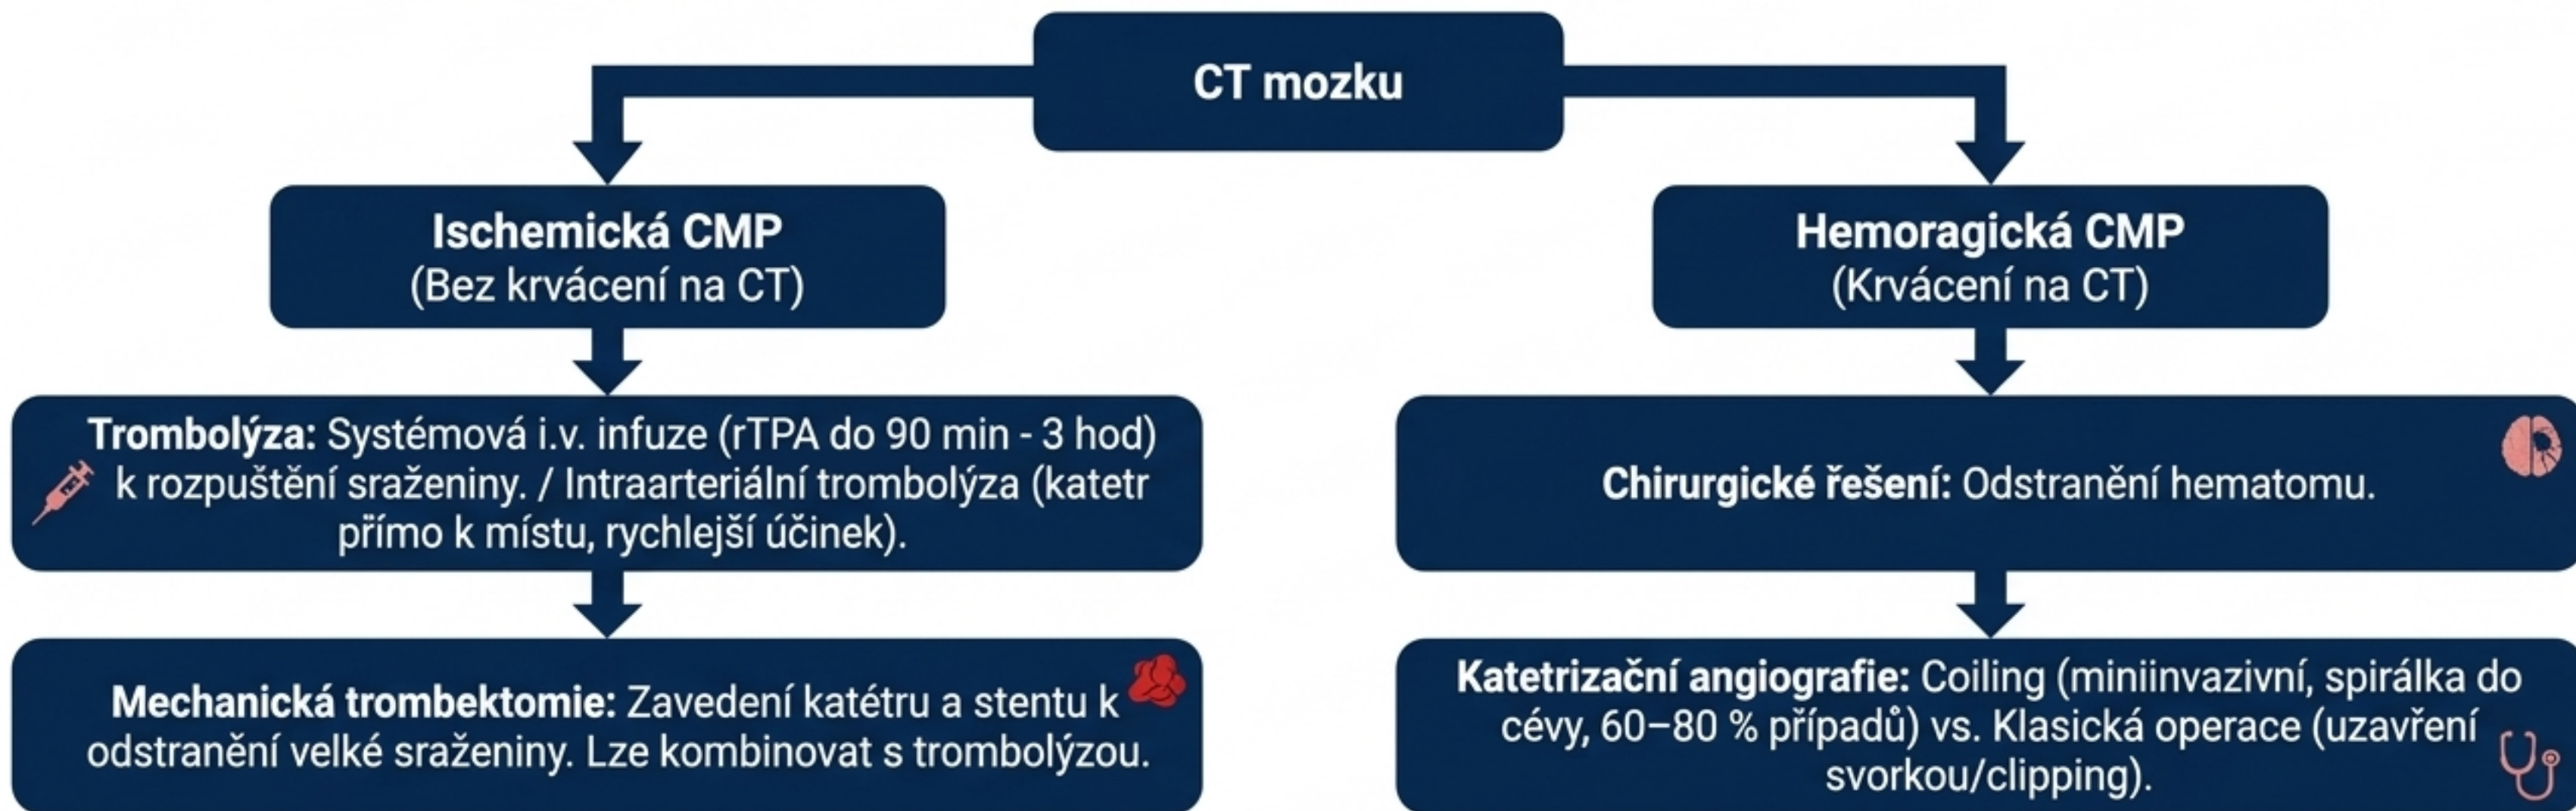 CT mozku
Ischemická CMP
(Bez krvácení na CT)
Hemoragická CMP
(Krvácení na CT)
Trombolýza: Systémová i.v. infuze (rTPA do 90 min - 3 hod)
k rozpuštění sraženiny. / Intraarteriální trombolýza (katetr
přímo k místu, rychlejší účinek).
Chirurgické řešení: Odstranění hematomu.
Mechanická trombektomie: Zavedení katétru a stentu k
odstranění velké sraženiny. Lze kombinovat s trombolýzou.
Katetrizační angiografie: Coiling (miniinvazivní, spirálka do
cévy, 60–80 % případů) vs. Klasická operace (uzavření
svorkou/clipping).